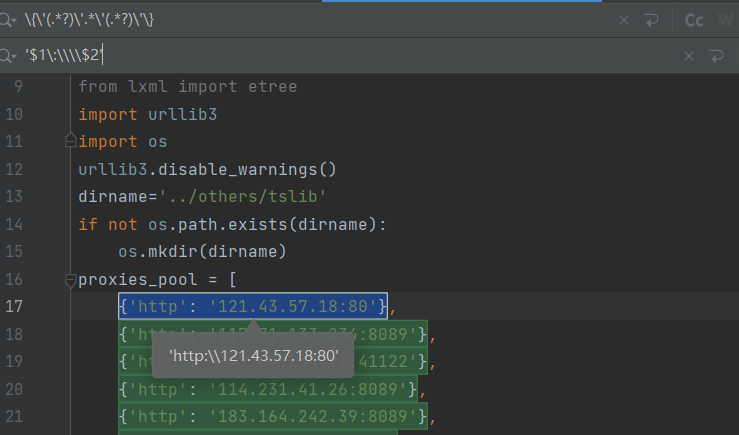 \{\'(.*?)\'.*\'(.*?)\'\}
Cc W
'$1\:\\\\$2'
9 from lxml import etree
10 import urllib3
11 import os
12 urllib3.disable_warnings()
13 dirname='../others/tslib'
14 if not os.path.exists(dirname):
15 os.mkdir(dirname)
16 proxies_pool = [
17 {'http': '121.43.57.18:80'},
18 {'http': :8089'},
'http:\\121.43.57.18:80'
19 {'http' 41122'},
20 {'http': '114.231.41.26:8089'},
21 {'http': '183.164.242.39:8089'},